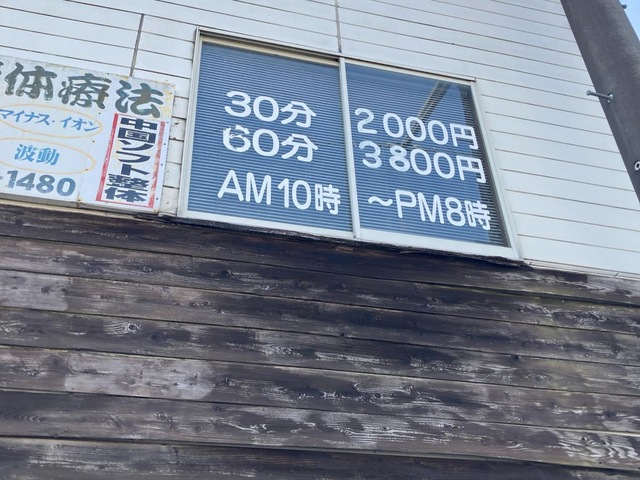 体療法
マイナス・イオン
波動
-1480
中国ソフト整体
30分 2000円
60分 3800円
AM10時 ～PM8時